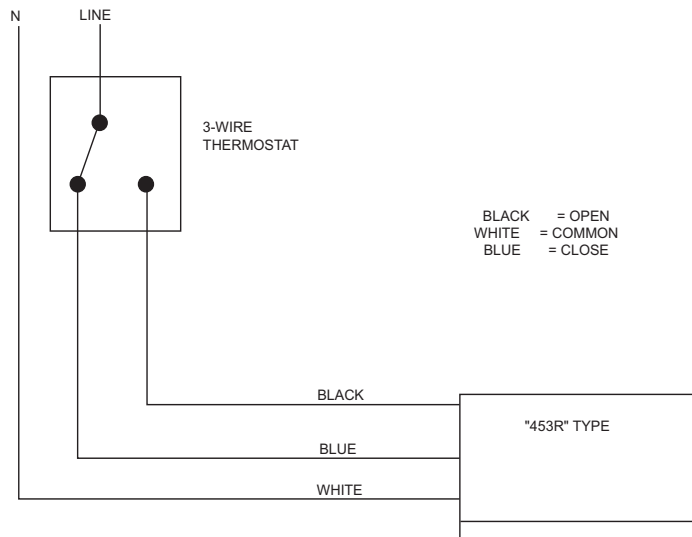 N LINE
3-WIRE
THERMOSTAT
BLACK = OPEN
WHITE = COMMON
BLUE = CLOSE
BLACK
"453R" TYPE
BLUE
WHITE